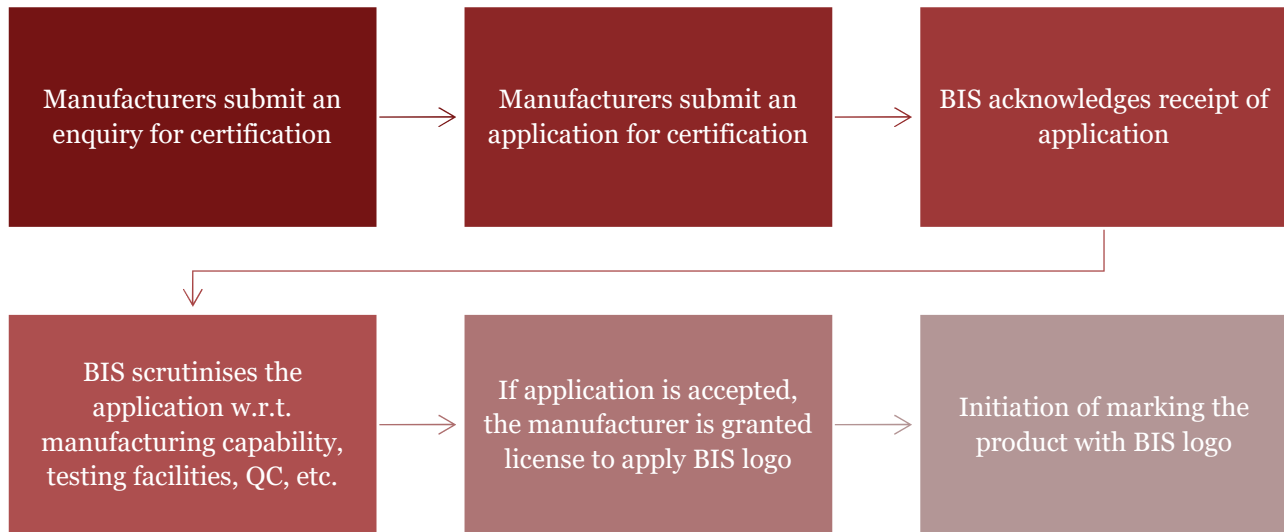 Manufacturers submit an
enquiry for certification
Manufacturers submit an
application for certification
BIS acknowledges receipt of
application
BIS scrutinises the
application w.r.t.
manufacturing capability,
testing facilities, QC, etc.
If application is accepted,
the manufacturer is granted
license to apply BIS logo
Initiation of marking the
product with BIS logo